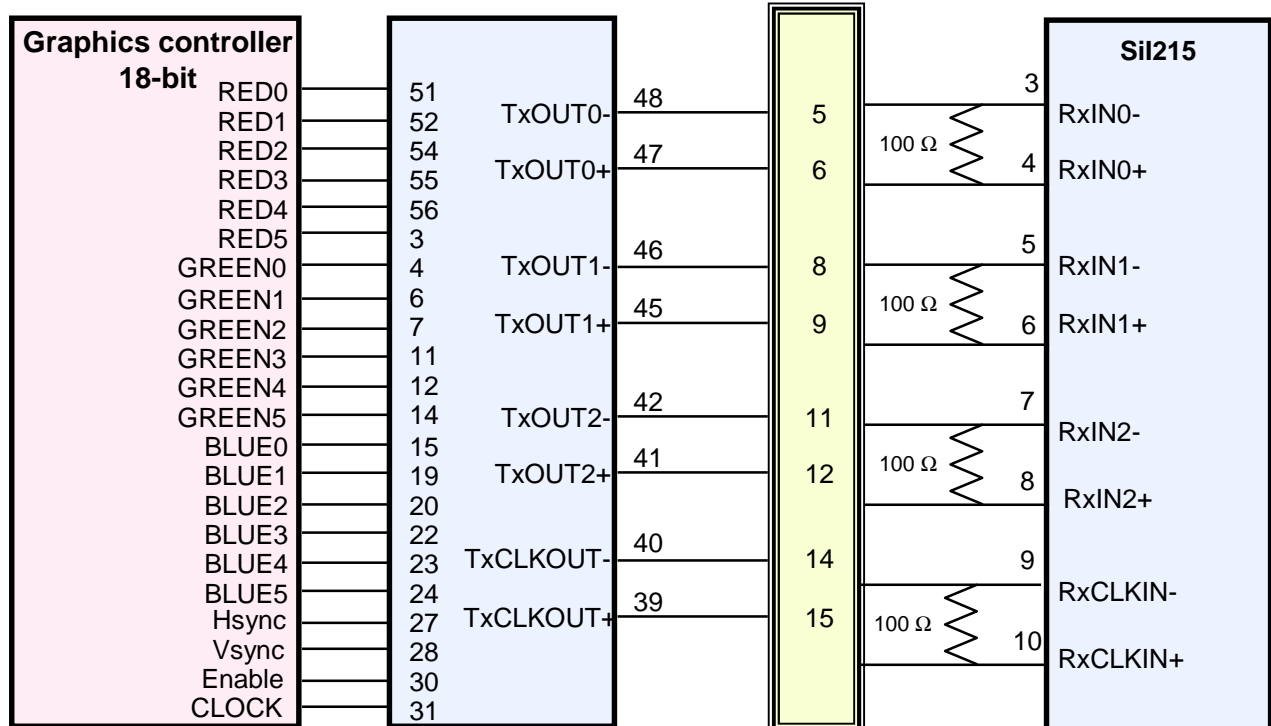 Graphics controller
18-bit
RED0
RED1
RED2
RED3
RED4
RED5
GREEN0
GREEN1
GREEN2
GREEN3
GREEN4
GREEN5
BLUE0
BLUE1
BLUE2
BLUE3
BLUE4
BLUE5
Hsync
Vsync
Enable
CLOCK
51
52
54
55
56
3
4
6
7
11
12
14
15
19
20
22
23
24
27
28
30
31
TxOUT0-
TxOUT0+
TxOUT1-
TxOUT1+
TxOUT2-
TxOUT2+
TxCLKOUT-
TxCLKOUT+
48
47
46
45
42
41
40
39
5
6
8
9
11
12
14
15
100 Ω
100 Ω
100 Ω
100 Ω
3
4
5
6
7
8
9
10
SiI215
RxIN0-
RxIN0+
RxIN1-
RxIN1+
RxIN2-
RxIN2+
RxCLKIN-
RxCLKIN+